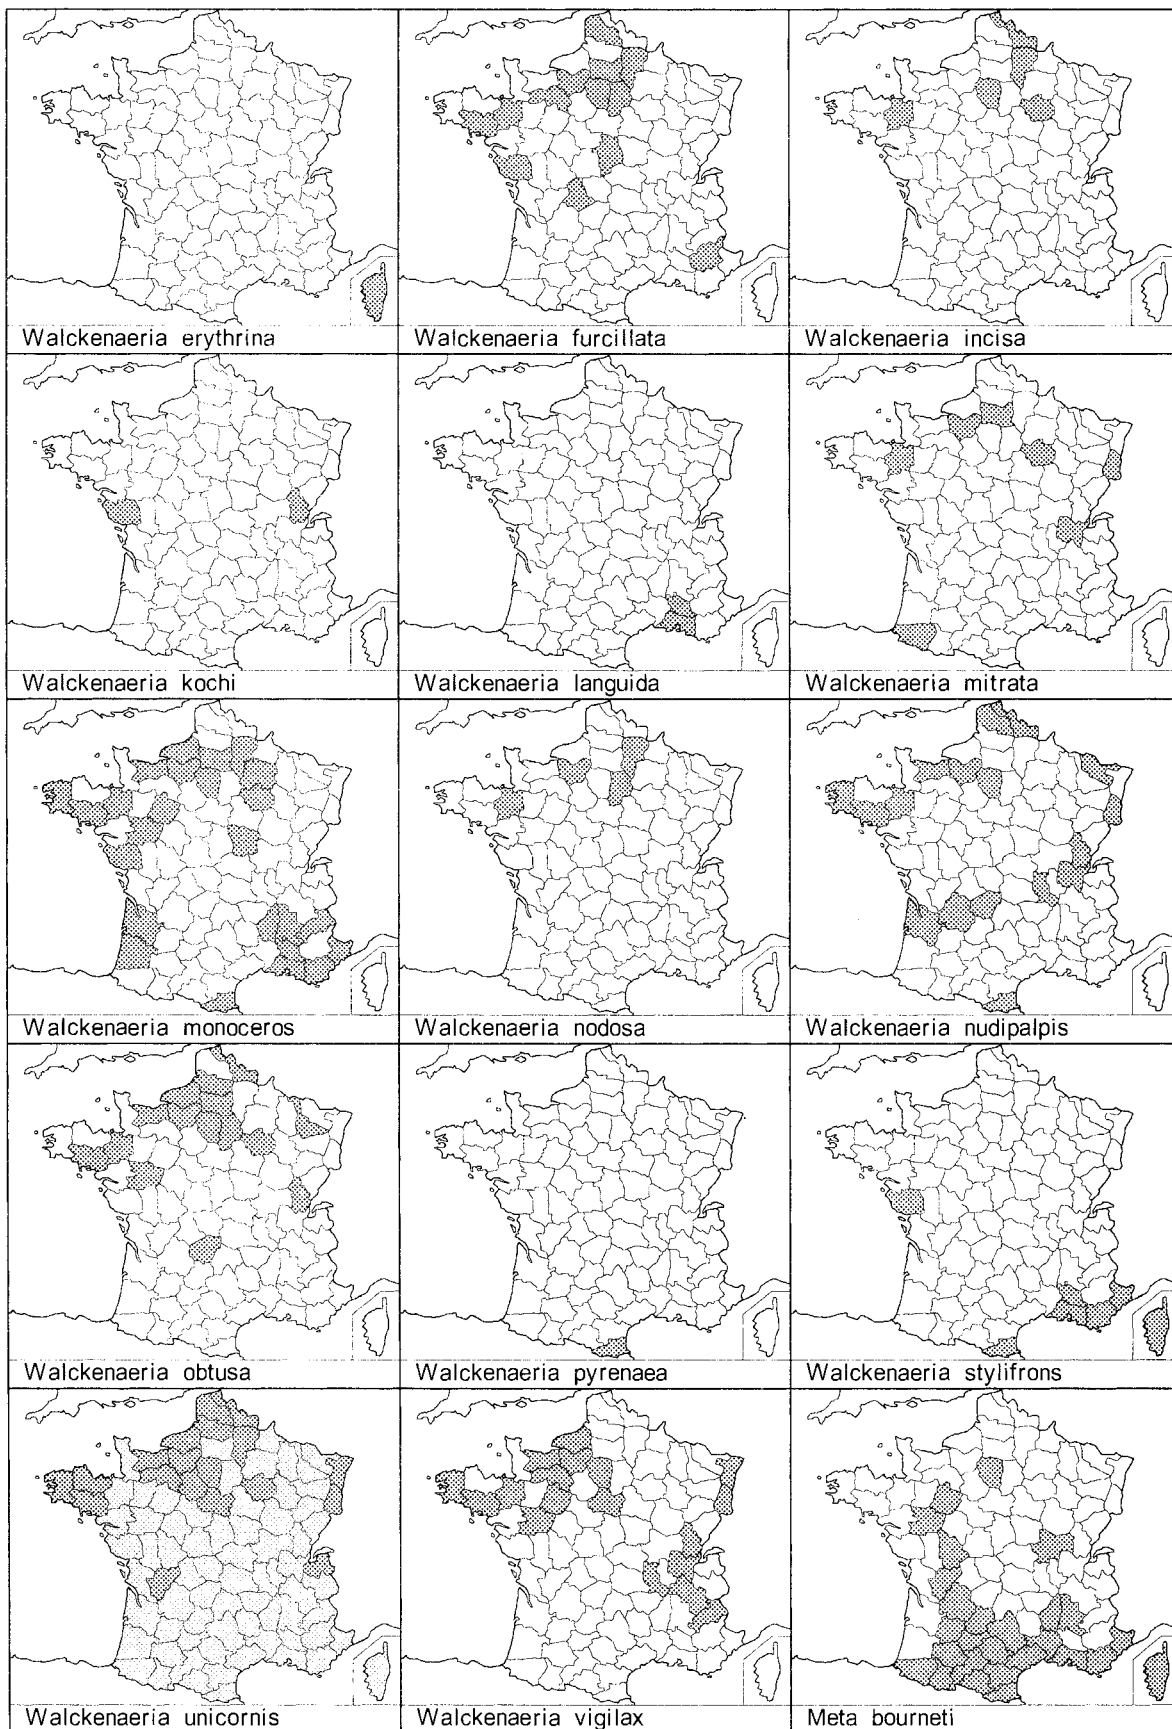 Walckenaeria erythrina
Walckenaeria furcillata
Walckenaeria incisa
Walckenaeria kochi
Walckenaeria languida
Walckenaeria mitrata
Walckenaeria monoceros
Walckenaeria nodosa
Walckenaeria nudipalpis
Walckenaeria obtusa
Walckenaeria pyrenaea
Walckenaeria stylifrons
Walckenaeria unicornis
Walckenaeria vigilax
Meta bourneti